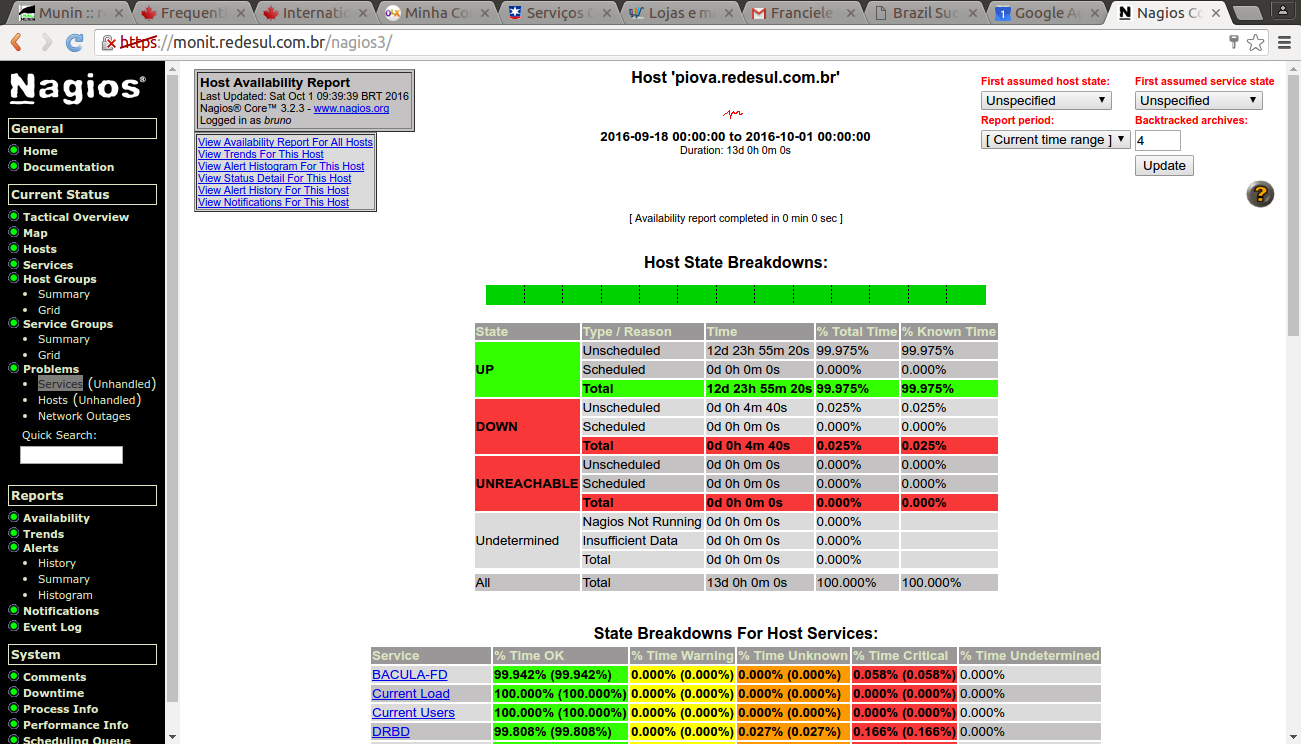 Munin :: r
Frequentl
Internatio
Minha Co
Serviços
Lojas e m
Franciele
Brazil Suc
Google Ag
Nagios Co
https://monit.redesul.com.br/nagios3/
Nagios®
General
Home
Documentation
Current Status
Tactical Overview
Map
Hosts
Services
Host Groups
Summary
Grid
Service Groups
Summary
Grid
Problems
Services (Unhandled)
Hosts (Unhandled)
Network Outages
Quick Search:
Reports
Availability
Trends
Alerts
History
Summary
Histogram
Notifications
Event Log
System
Comments
Downtime
Process Info
Performance Info
Scheduling Queue
Host Availability Report
Last Updated: Sat Oct 1 09:39:39 BRT 2016
Nagios® Core™ 3.2.3 - www.nagios.org
Logged in as bruno
View Availability Report For All Hosts
View Trends For This Host
View Alert Histogram For This Host
View Status Detail For This Host
View Alert History For This Host
View Notifications For This Host
Host 'piova.redesul.com.br'
2016-09-18 00:00:00 to 2016-10-01 00:00:00
Duration: 13d 0h 0m 0s
[ Availability report completed in 0 min 0 sec ]
First assumed host state: First assumed service state
Unspecified Unspecified
Report period: Backtracked archives:
[ Current time range ] 4
Update
?
Host State Breakdowns:
State Type / Reason Time % Total Time % Known Time
UP Unscheduled 12d 23h 55m 20s 99.975% 99.975%
Scheduled 0d 0h 0m 0s 0.000% 0.000%
Total 12d 23h 55m 20s 99.975% 99.975%
DOWN Unscheduled 0d 0h 4m 40s 0.025% 0.025%
Scheduled 0d 0h 0m 0s 0.000% 0.000%
Total 0d 0h 4m 40s 0.025% 0.025%
UNREACHABLE Unscheduled 0d 0h 0m 0s 0.000% 0.000%
Scheduled 0d 0h 0m 0s 0.000% 0.000%
Total 0d 0h 0m 0s 0.000% 0.000%
Undetermined Nagios Not Running 0d 0h 0m 0s 0.000%
Insufficient Data 0d 0h 0m 0s 0.000%
Total 0d 0h 0m 0s 0.000%
All Total 13d 0h 0m 0s 100.000% 100.000%
State Breakdowns For Host Services:
Service % Time OK % Time Warning % Time Unknown % Time Critical % Time Undetermined
BACULA-FD 99.942% (99.942%) 0.000% (0.000%) 0.000% (0.000%) 0.058% (0.058%) 0.000%
Current Load 100.000% (100.000%) 0.000% (0.000%) 0.000% (0.000%) 0.000% (0.000%) 0.000%
Current Users 100.000% (100.000%) 0.000% (0.000%) 0.000% (0.000%) 0.000% (0.000%) 0.000%
DRBD 99.808% (99.808%) 0.000% (0.000%) 0.027% (0.027%) 0.166% (0.166%) 0.000%